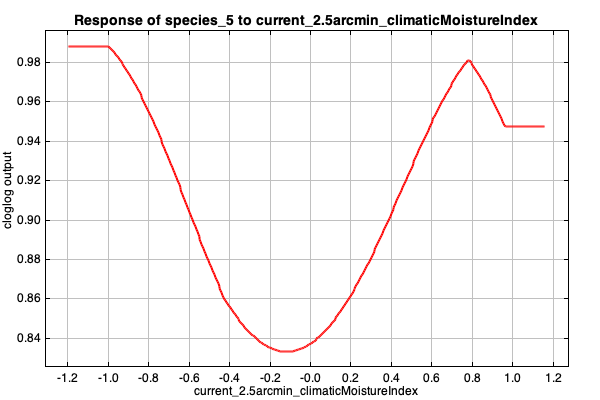 Response of species_5 to current_2.5arcmin_climaticMoistureIndex
cloglog output
0.98
0.96
0.94
0.92
0.90
0.88
0.86
0.84
-1.2 -1.0 -0.8 -0.6 -0.4 -0.2 -0.0 0.2 0.4 0.6 0.8 1.0 1.2
current_2.5arcmin_climaticMoistureIndex